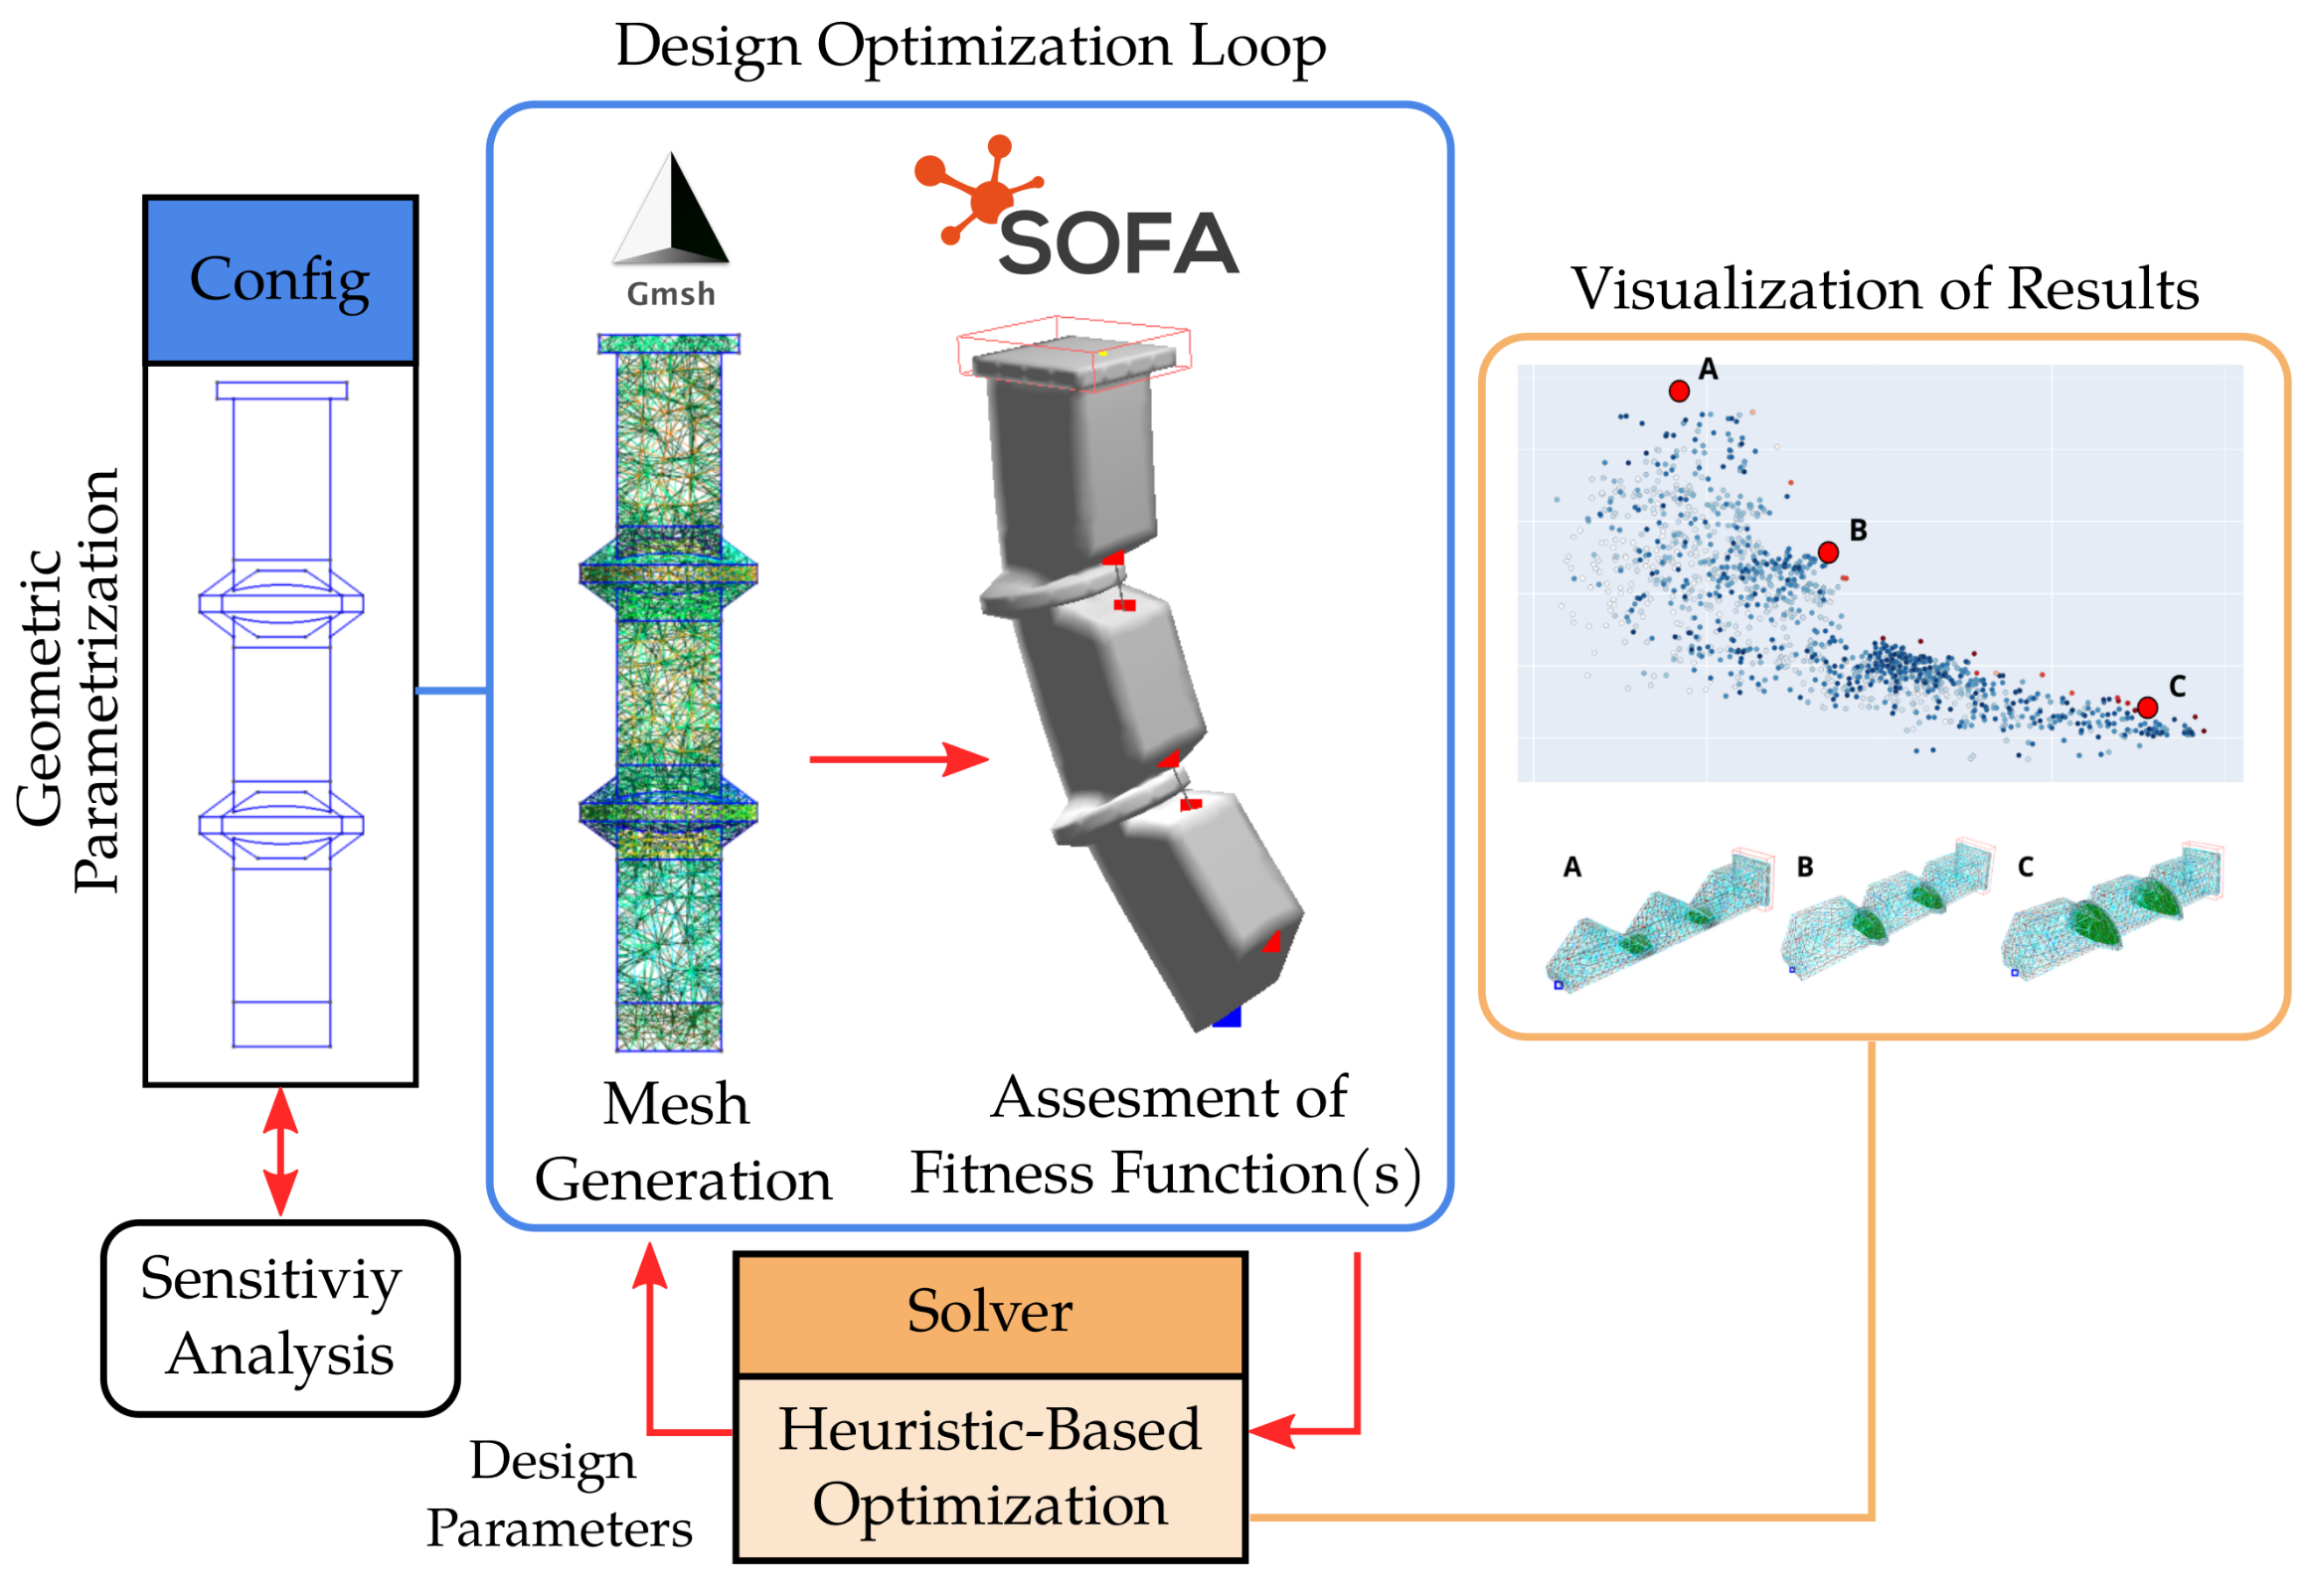 Design Optimization Loop
Config
Geometric
Parametrization
Gmsh
SOFA
Mesh
Generation
Assesment of
Fitness Function(s)
Sensitiviy
Analysis
Design
Parameters
Solver
Heuristic-Based
Optimization
Visualization of Results
A
B
C
A
B
C